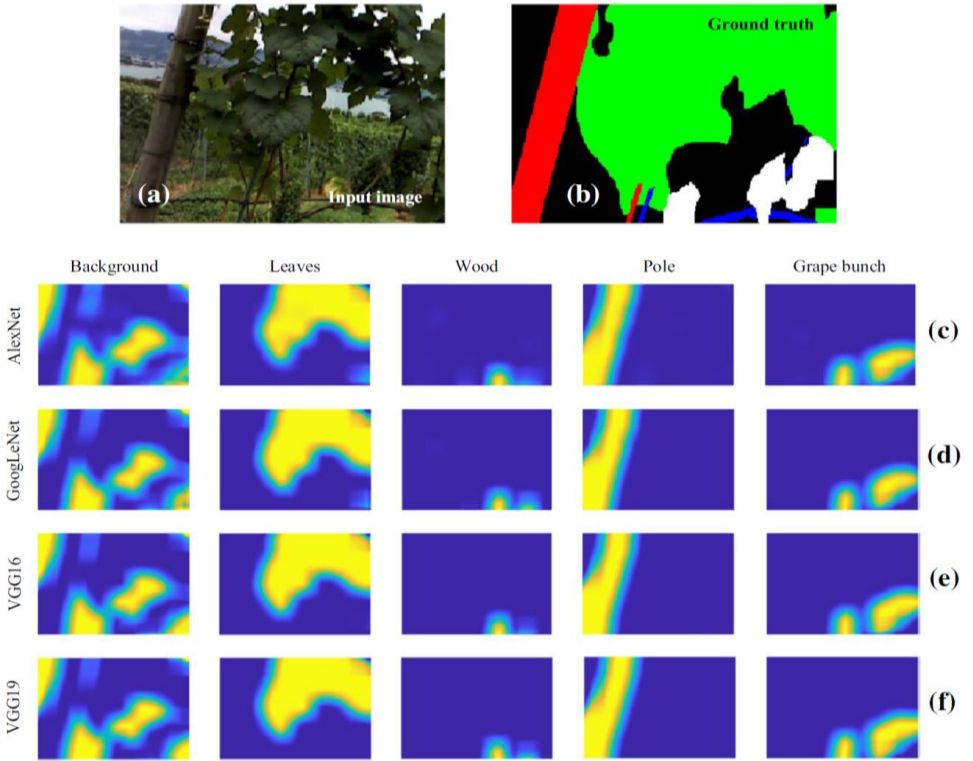 Ground truth
(a)
Input image
(b)
Background Leaves Wood Pole Grape bunch
AlexNet
(c)
GoogLeNet
(d)
VGG16
(e)
VGG19
(f)